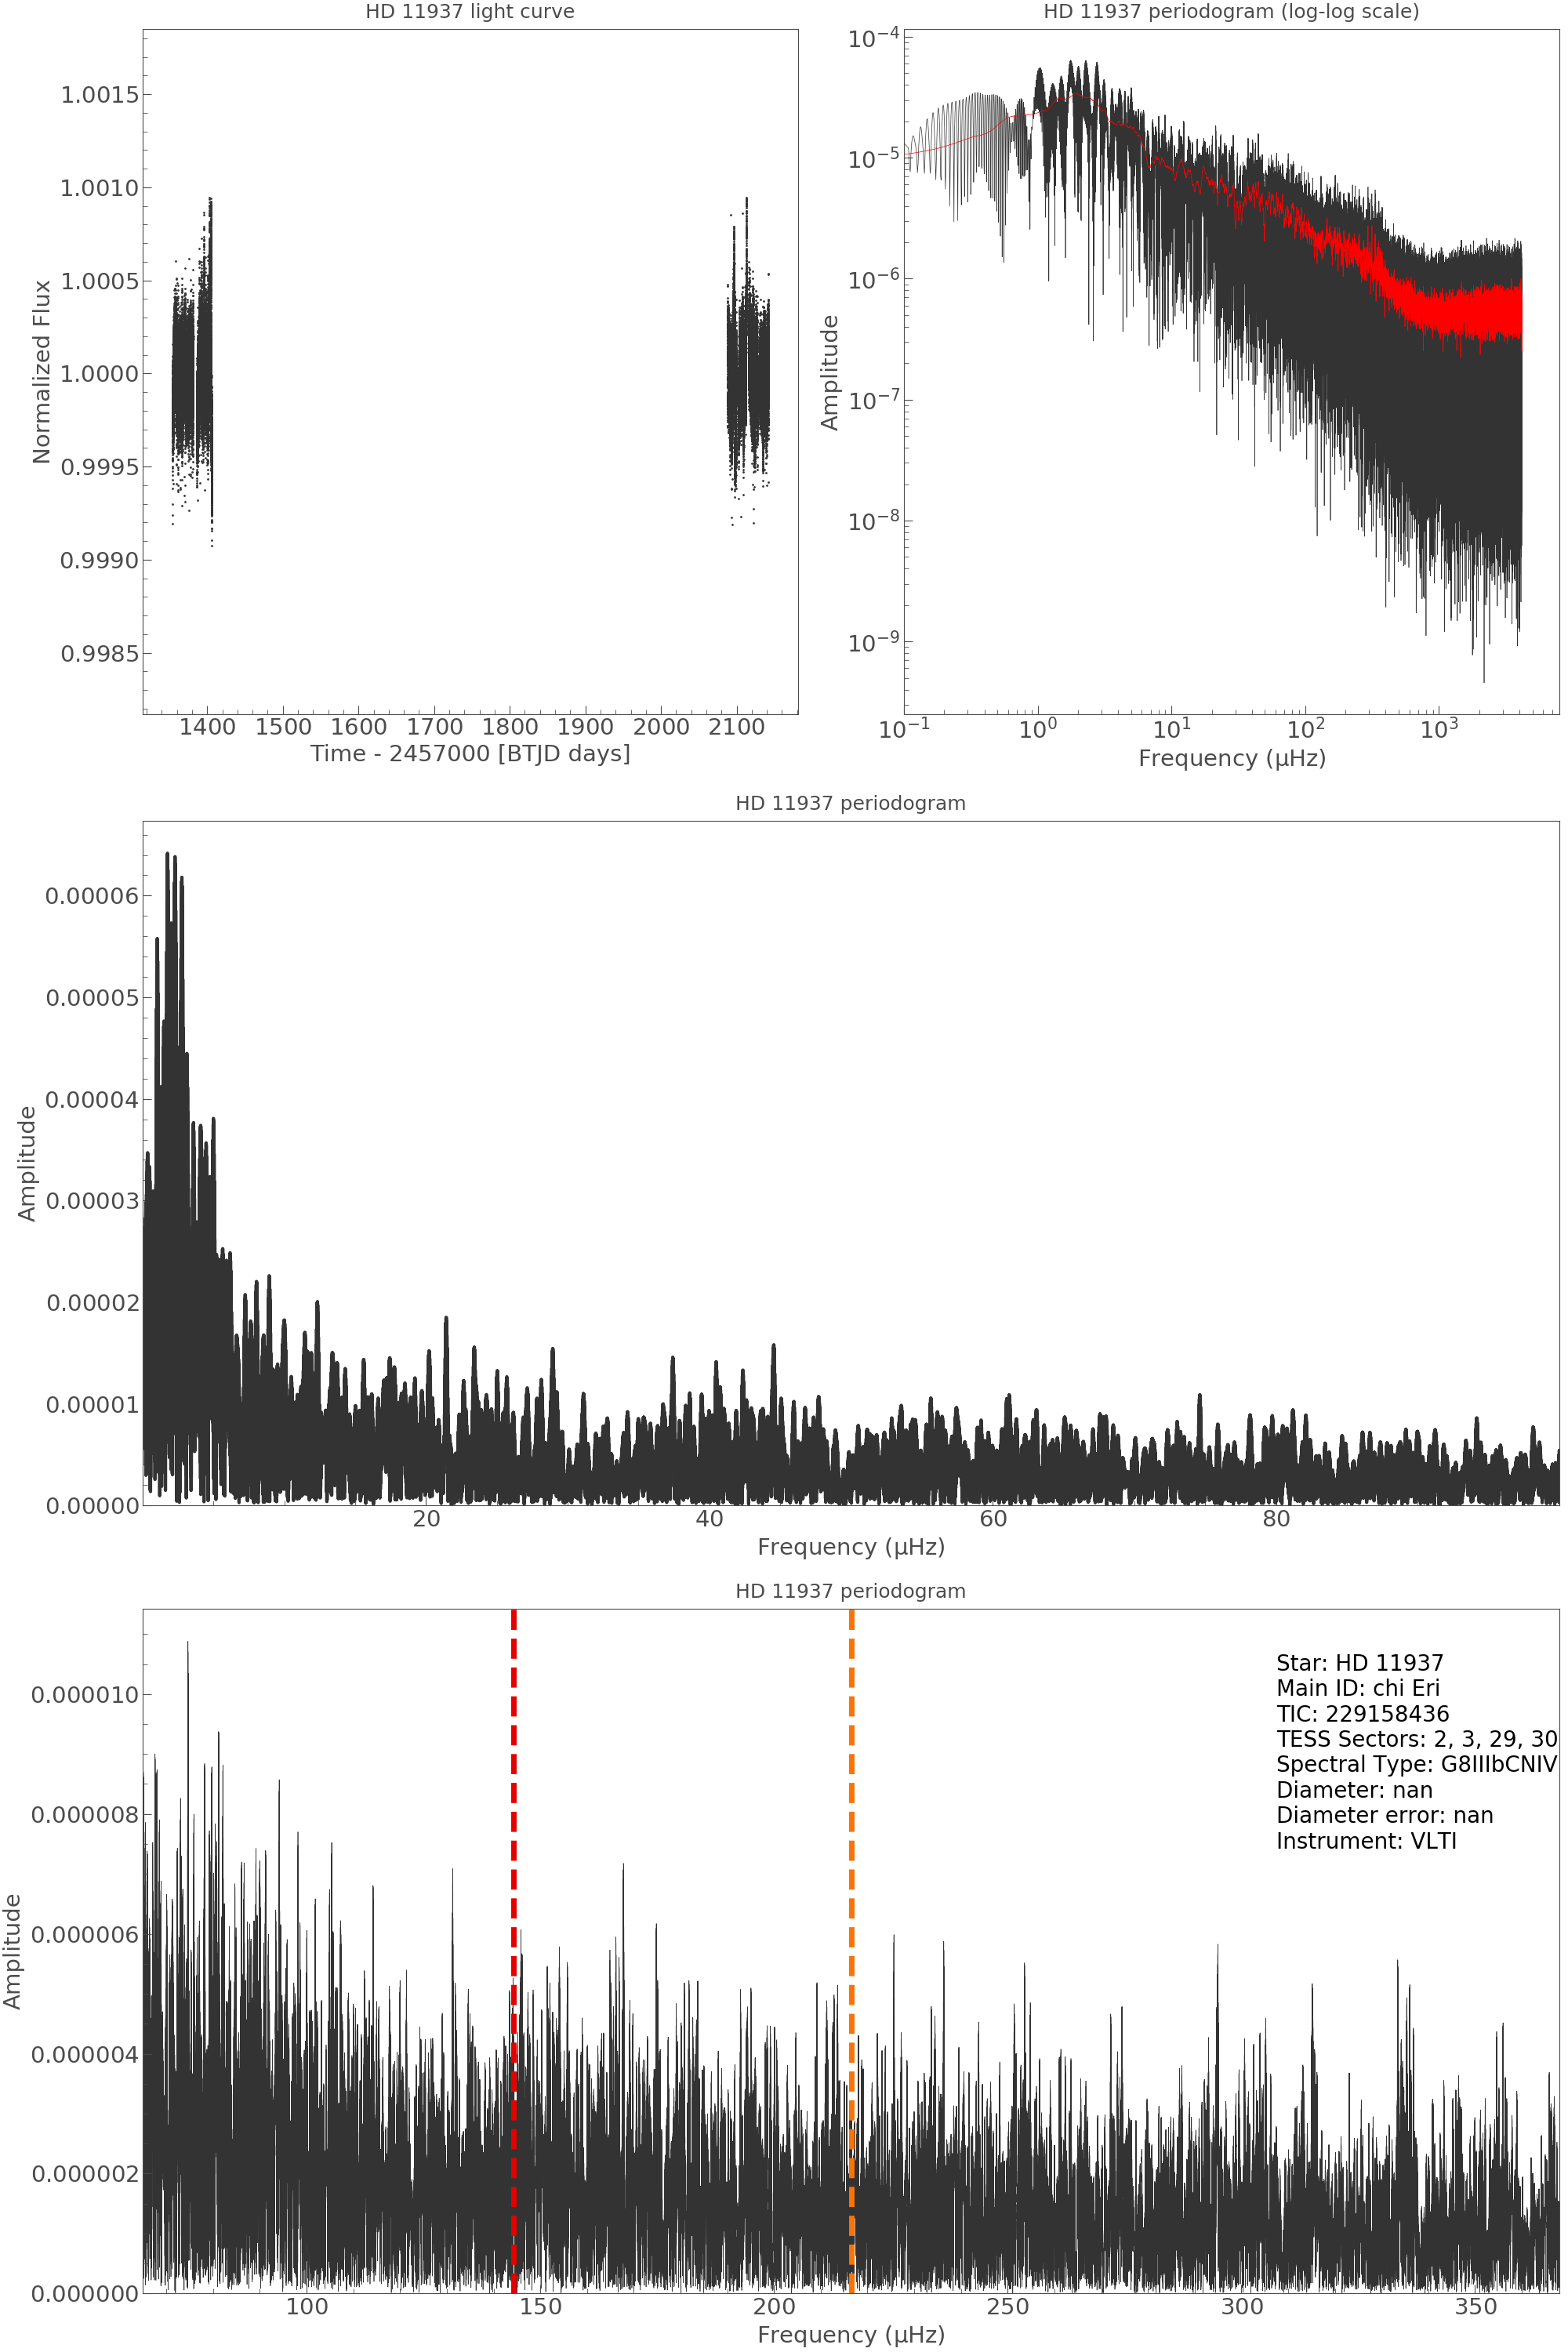 HD 11937 light curve
Normalized Flux
1.0015
1.0010
1.0005
1.0000
0.9995
0.9990
0.9985
1400 1500 1600 1700 1800 1900 2000 2100
Time - 2457000 [BTJD days]
HD 11937 periodogram (log-log scale)
Amplitude
10⁻⁴
10⁻⁵
10⁻⁶
10⁻⁷
10⁻⁸
10⁻⁹
10⁻¹ 10⁰ 10¹ 10² 10³
Frequency (μHz)
HD 11937 periodogram
Amplitude
0.00006
0.00005
0.00004
0.00003
0.00002
0.00001
0.00000
20 40 60 80
Frequency (μHz)
HD 11937 periodogram
Amplitude
0.000010
0.000008
0.000006
0.000004
0.000002
0.000000
100 150 200 250 300 350
Frequency (μHz)
Star: HD 11937
Main ID: chi Eri
TIC: 229158436
TESS Sectors: 2, 3, 29, 30
Spectral Type: G8IIIbCNIV
Diameter: nan
Diameter error: nan
Instrument: VLTI